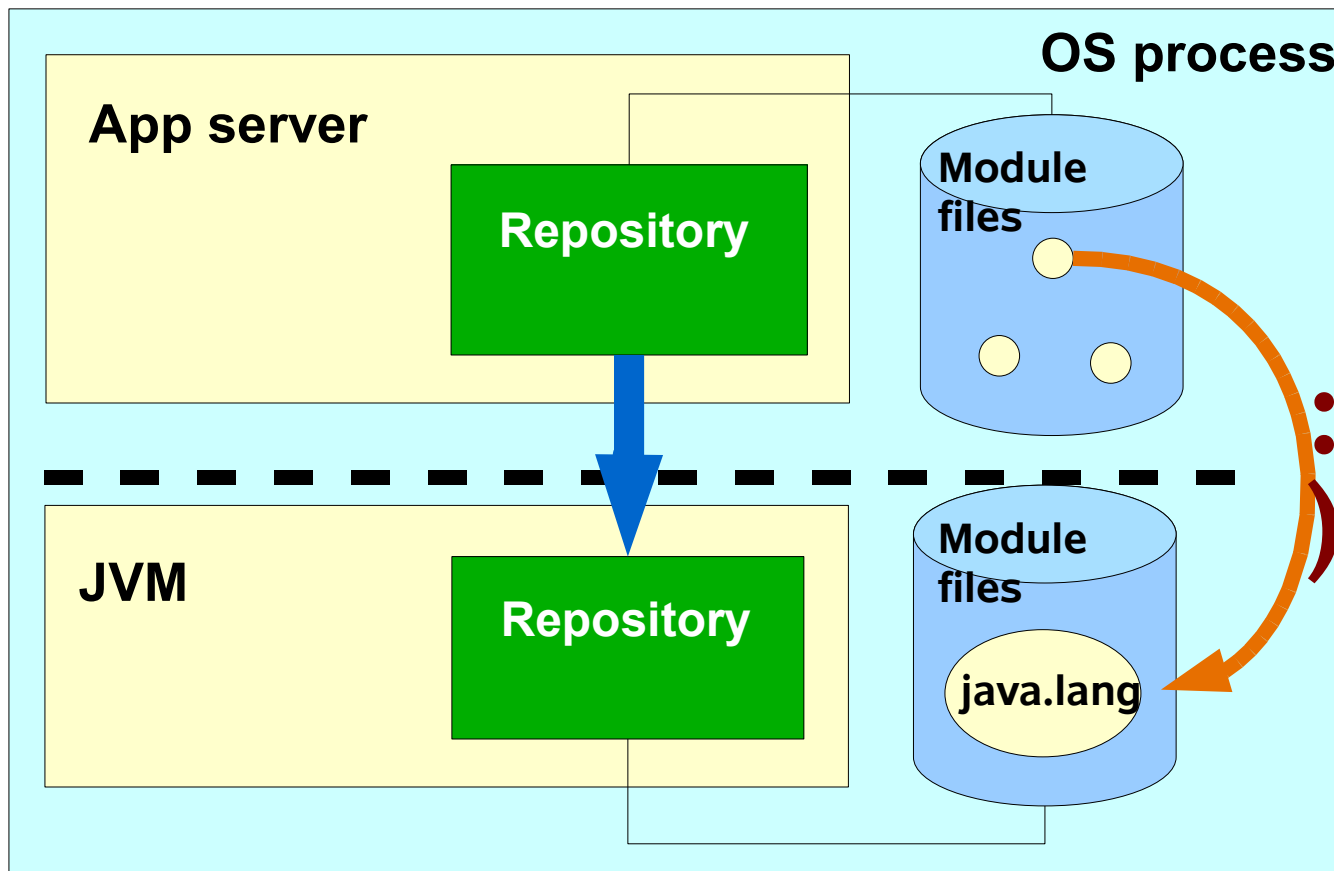 OS process
App server
Module
files
Repository
:)
JVM
Module
files
Repository
java.lang